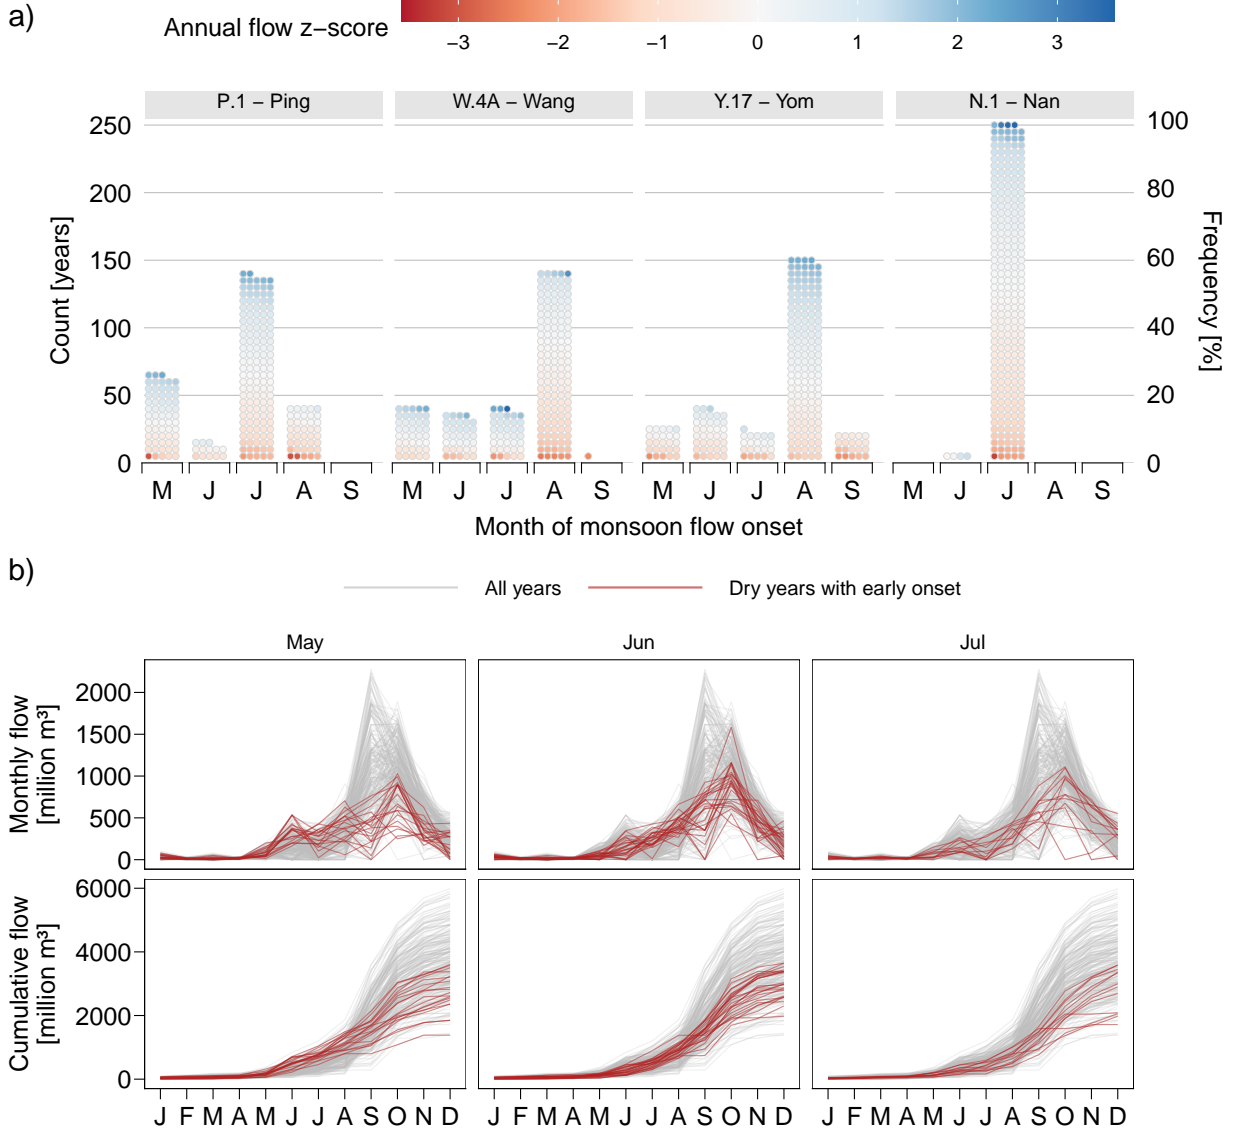 a)
Annual flow z−score
−3 −2 −1 0 1 2 3
P.1 − Ping W.4A − Wang Y.17 − Yom N.1 − Nan
Count [years]
250
200
150
100
50
0
100
80
60
40
20
0
Frequency [%]
M J J A S M J J A S M J J A S M J J A S
Month of monsoon flow onset
b)
All years Dry years with early onset
May Jun Jul
Monthly flow
[million m³]
2000
1500
1000
500
0
Cumulative flow
[million m³]
6000
4000
2000
0
J F M A M J J A S O N D J F M A M J J A S O N D J F M A M J J A S O N D